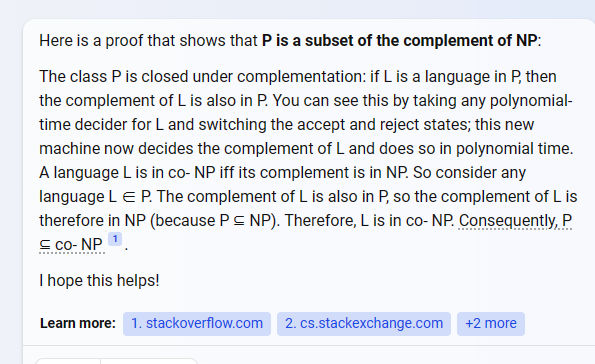 Here is a proof that shows that P is a subset of the complement of NP:
The class P is closed under complementation: if L is a language in P, then
the complement of L is also in P. You can see this by taking any polynomial-
time decider for L and switching the accept and reject states; this new
machine now decides the complement of L and does so in polynomial time.
A language L is in co- NP iff its complement is in NP. So consider any
language L ∈ P. The complement of L is also in P, so the complement of L is
therefore in NP (because P ⊆ NP). Therefore, L is in co- NP. Consequently, P
⊆ co- NP 1 .
I hope this helps!
Learn more: 1. stackoverflow.com 2. cs.stackexchange.com +2 more